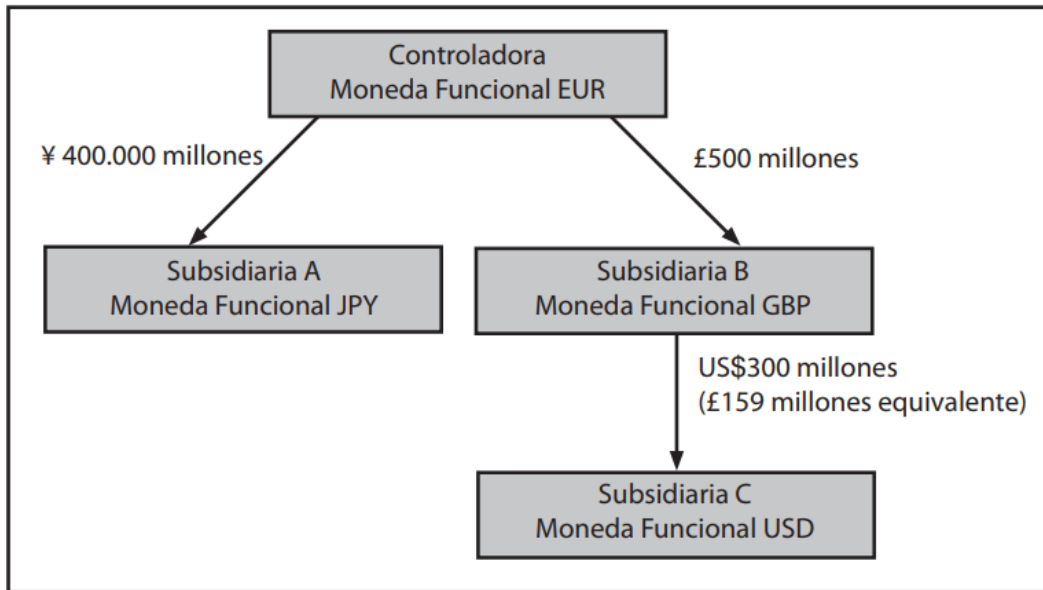 Controladora
Moneda Funcional EUR
¥ 400.000 millones
£500 millones
Subsidiaria A
Moneda Funcional JPY
Subsidiaria B
Moneda Funcional GBP
US$300 millones
(£159 millones equivalente)
Subsidiaria C
Moneda Funcional USD